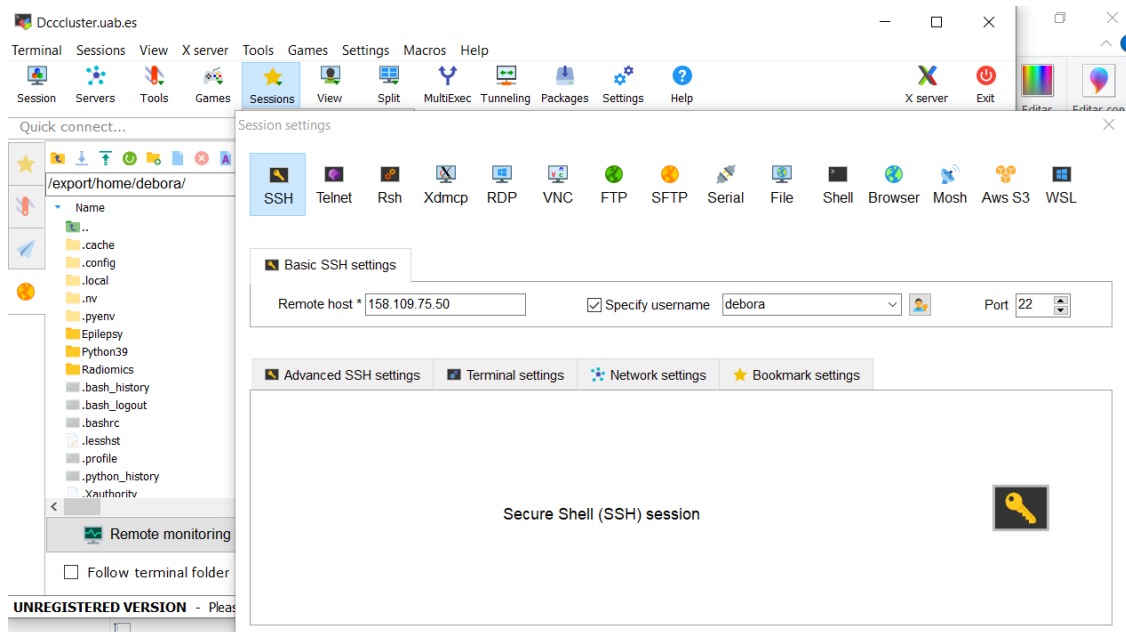 Dcccluster.uab.es
Terminal Sessions View X server Tools Games Settings Macros Help
Session Servers Tools Games Sessions View Split MultiExec Tunneling Packages Settings Help X server Exit
Quick connect...
Session settings
/export/home/debora/
Name
..
.cache
.config
.local
.nv
.pyenv
Epilepsy
Python39
Radiomics
.bash_history
.bash_logout
.bashrc
.lesshst
.profile
.python_history
.Xauthority
Remote monitoring
Follow terminal folder
UNREGISTERED VERSION - Pleas
SSH Telnet Rsh Xdmcp RDP VNC FTP SFTP Serial File Shell Browser Mosh Aws S3 WSL
Basic SSH settings
Remote host * 158.109.75.50 Specify username debora Port 22
Advanced SSH settings Terminal settings Network settings Bookmark settings
Secure Shell (SSH) session